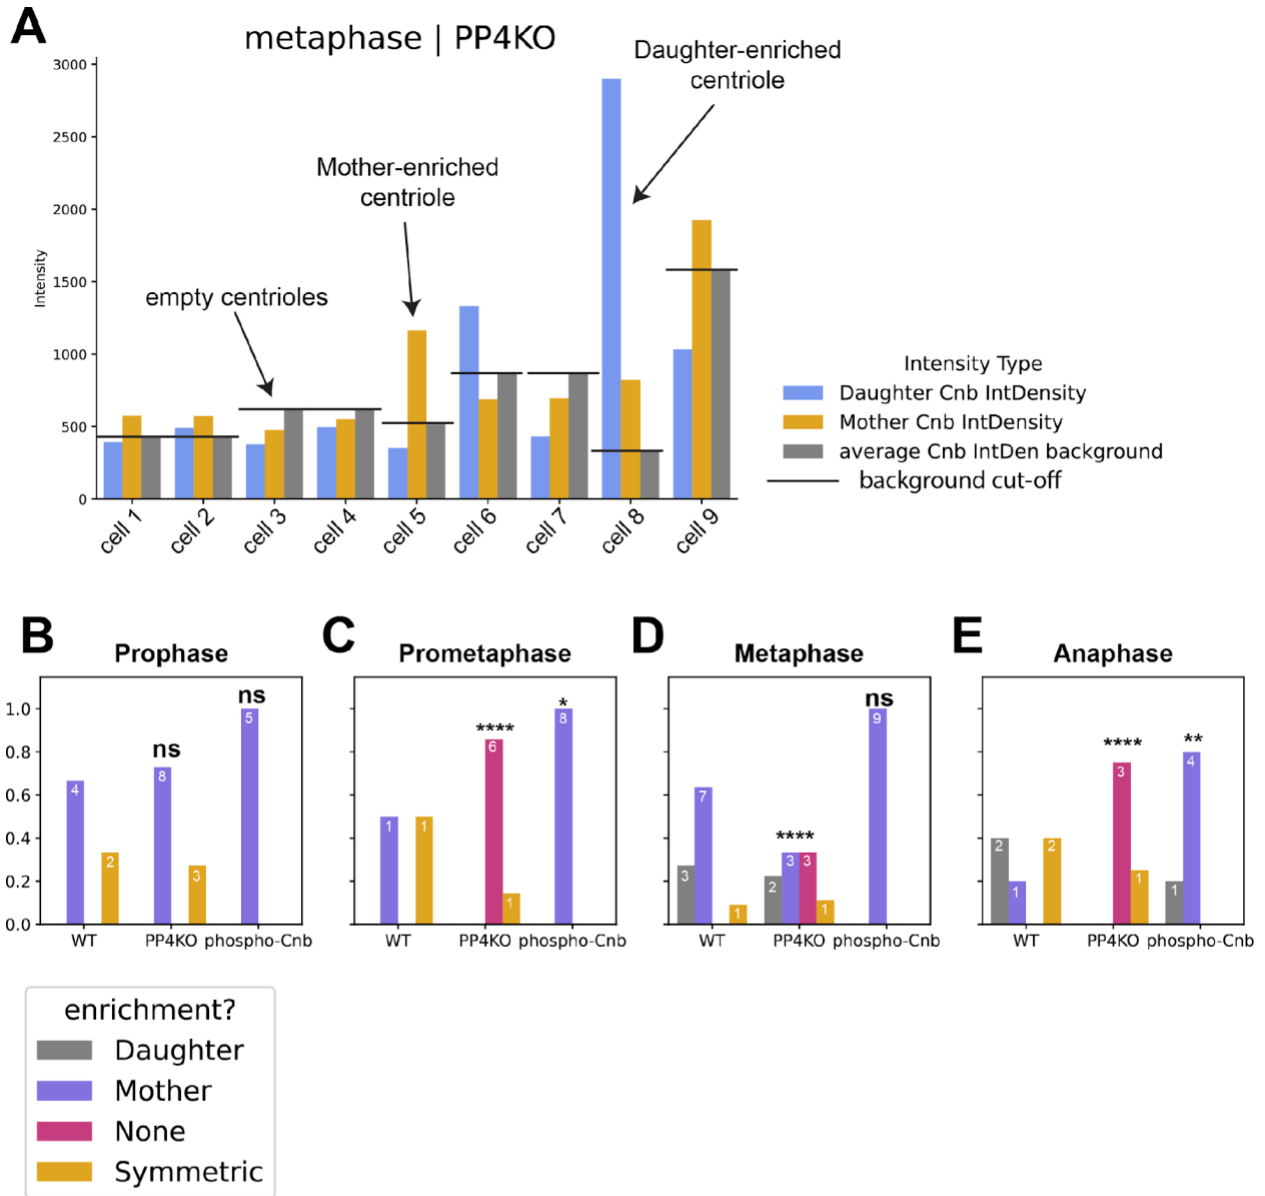 A
metaphase | PP4KO
Daughter-enriched
centriole
Mother-enriched
centriole
empty centrioles
Intensity
3000
2500
2000
1500
1000
500
0
cell 1
cell 2
cell 3
cell 4
cell 5
cell 6
cell 7
cell 8
cell 9
Intensity Type
Daughter Cnb IntDensity
Mother Cnb IntDensity
average Cnb IntDen background
background cut-off
B
Prophase
1.0
0.8
0.6
0.4
0.2
0.0
4
2
ns
8
3
ns
5
WT
PP4KO
phospho-Cnb
C
Prometaphase
1
1
****
6
1
*
8
WT
PP4KO
phospho-Cnb
D
Metaphase
3
7
1
****
2
3
3
1
ns
9
WT
PP4KO
phospho-Cnb
E
Anaphase
2
1
2
****
3
1
**
1
4
WT
PP4KO
phospho-Cnb
enrichment?
Daughter
Mother
None
Symmetric